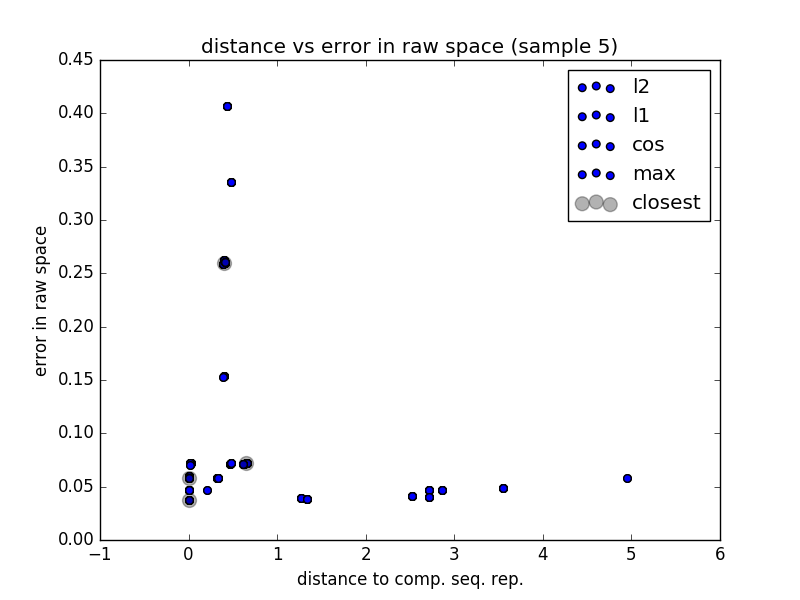 distance vs error in raw space (sample 5)
0.45
0.40
0.35
0.30
0.25
0.20
0.15
0.10
0.05
0.00
error in raw space
l2
l1
cos
max
closest
−1
0
1
2
3
4
5
6
distance to comp. seq. rep.